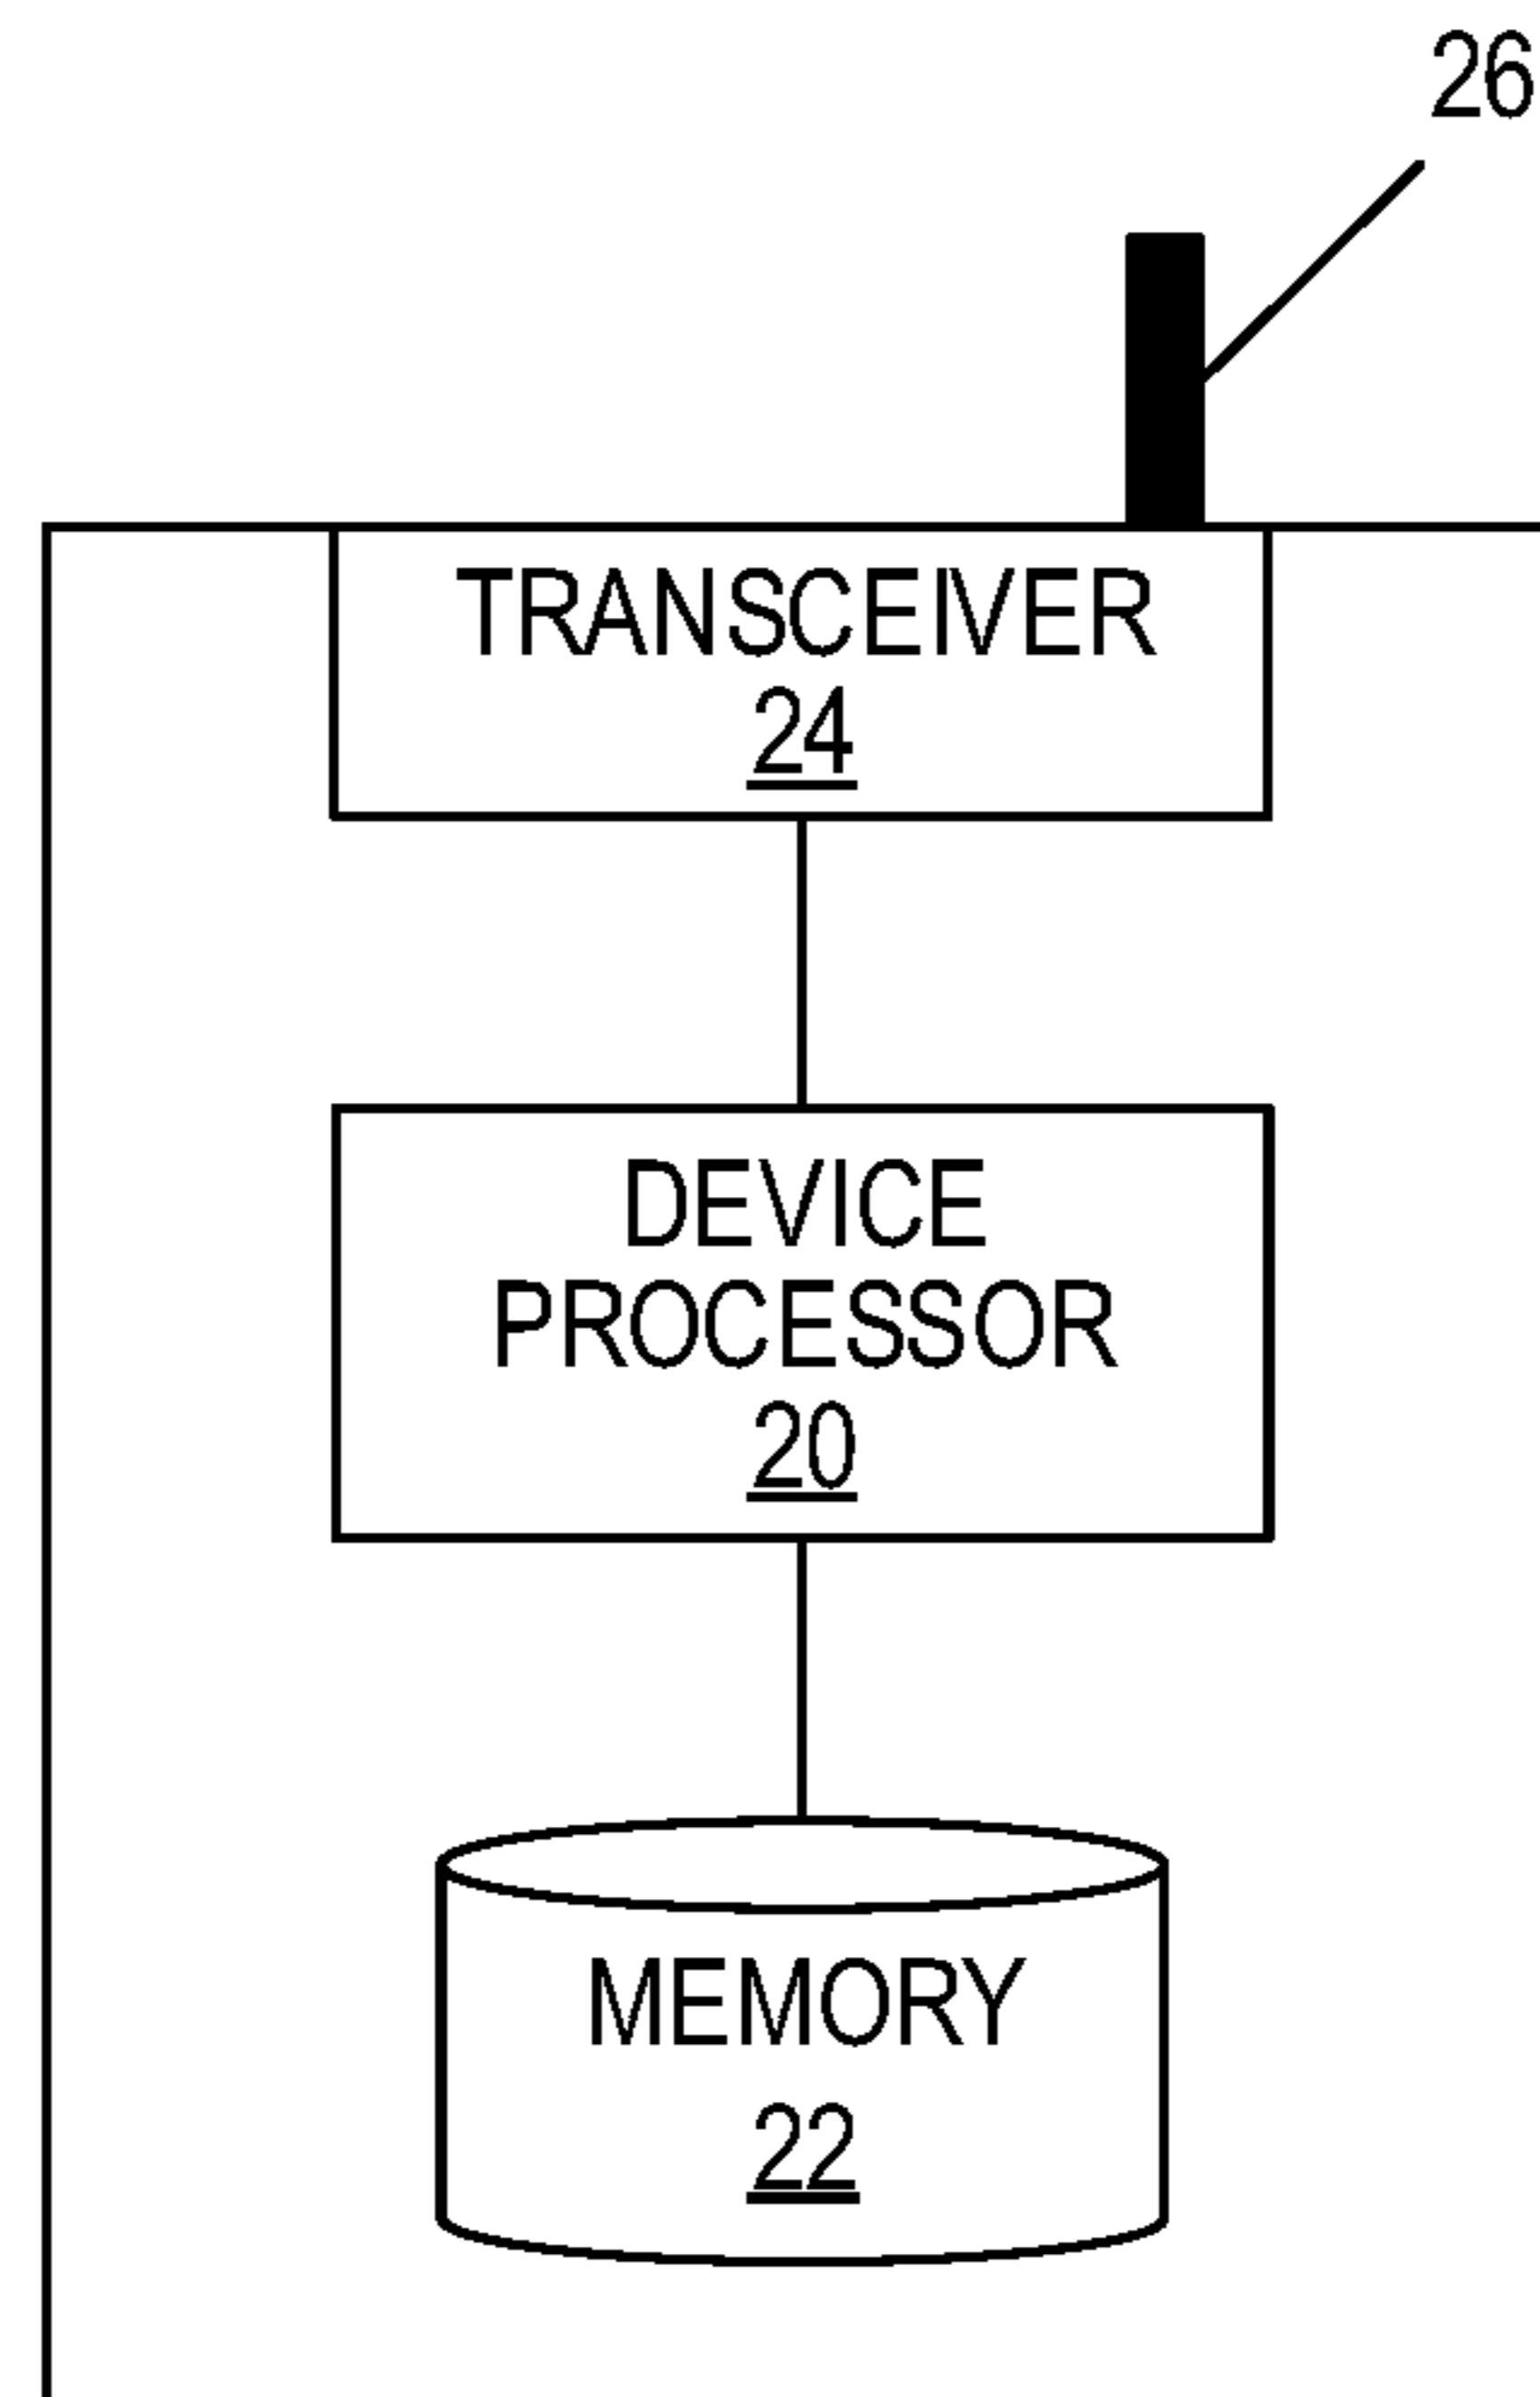 26
TRANSCEIVER
24
DEVICE
PROCESSOR
20
MEMORY
22